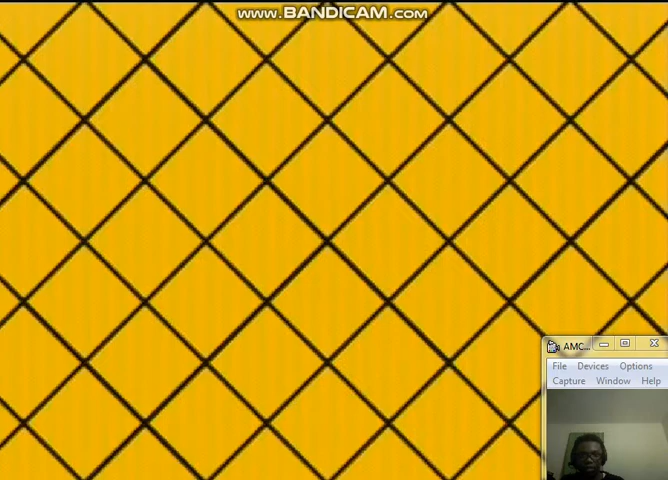 www.BANDICAM.com
AMC...
File Devices Options
Capture Window Help